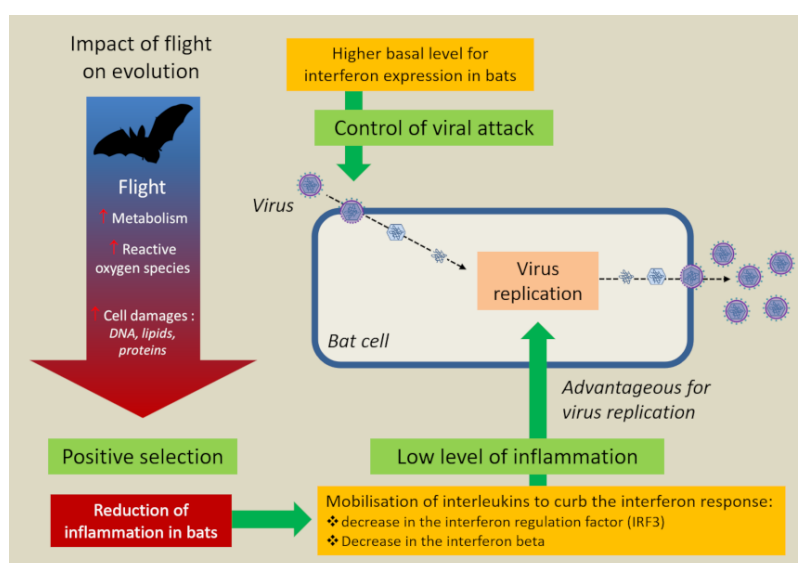 Impact of flight
on evolution
Flight
↑ Metabolism
↑ Reactive
oxygen species
↑ Cell damages :
DNA, lipids,
proteins
Positive selection
Reduction of
inflammation in bats
Higher basal level for
interferon expression in bats
Control of viral attack
Virus
Virus
replication
Bat cell
Advantageous for
virus replication
Low level of inflammation
Mobilisation of interleukins to curb the interferon response:
❖ decrease in the interferon regulation factor (IRF3)
❖ Decrease in the interferon beta